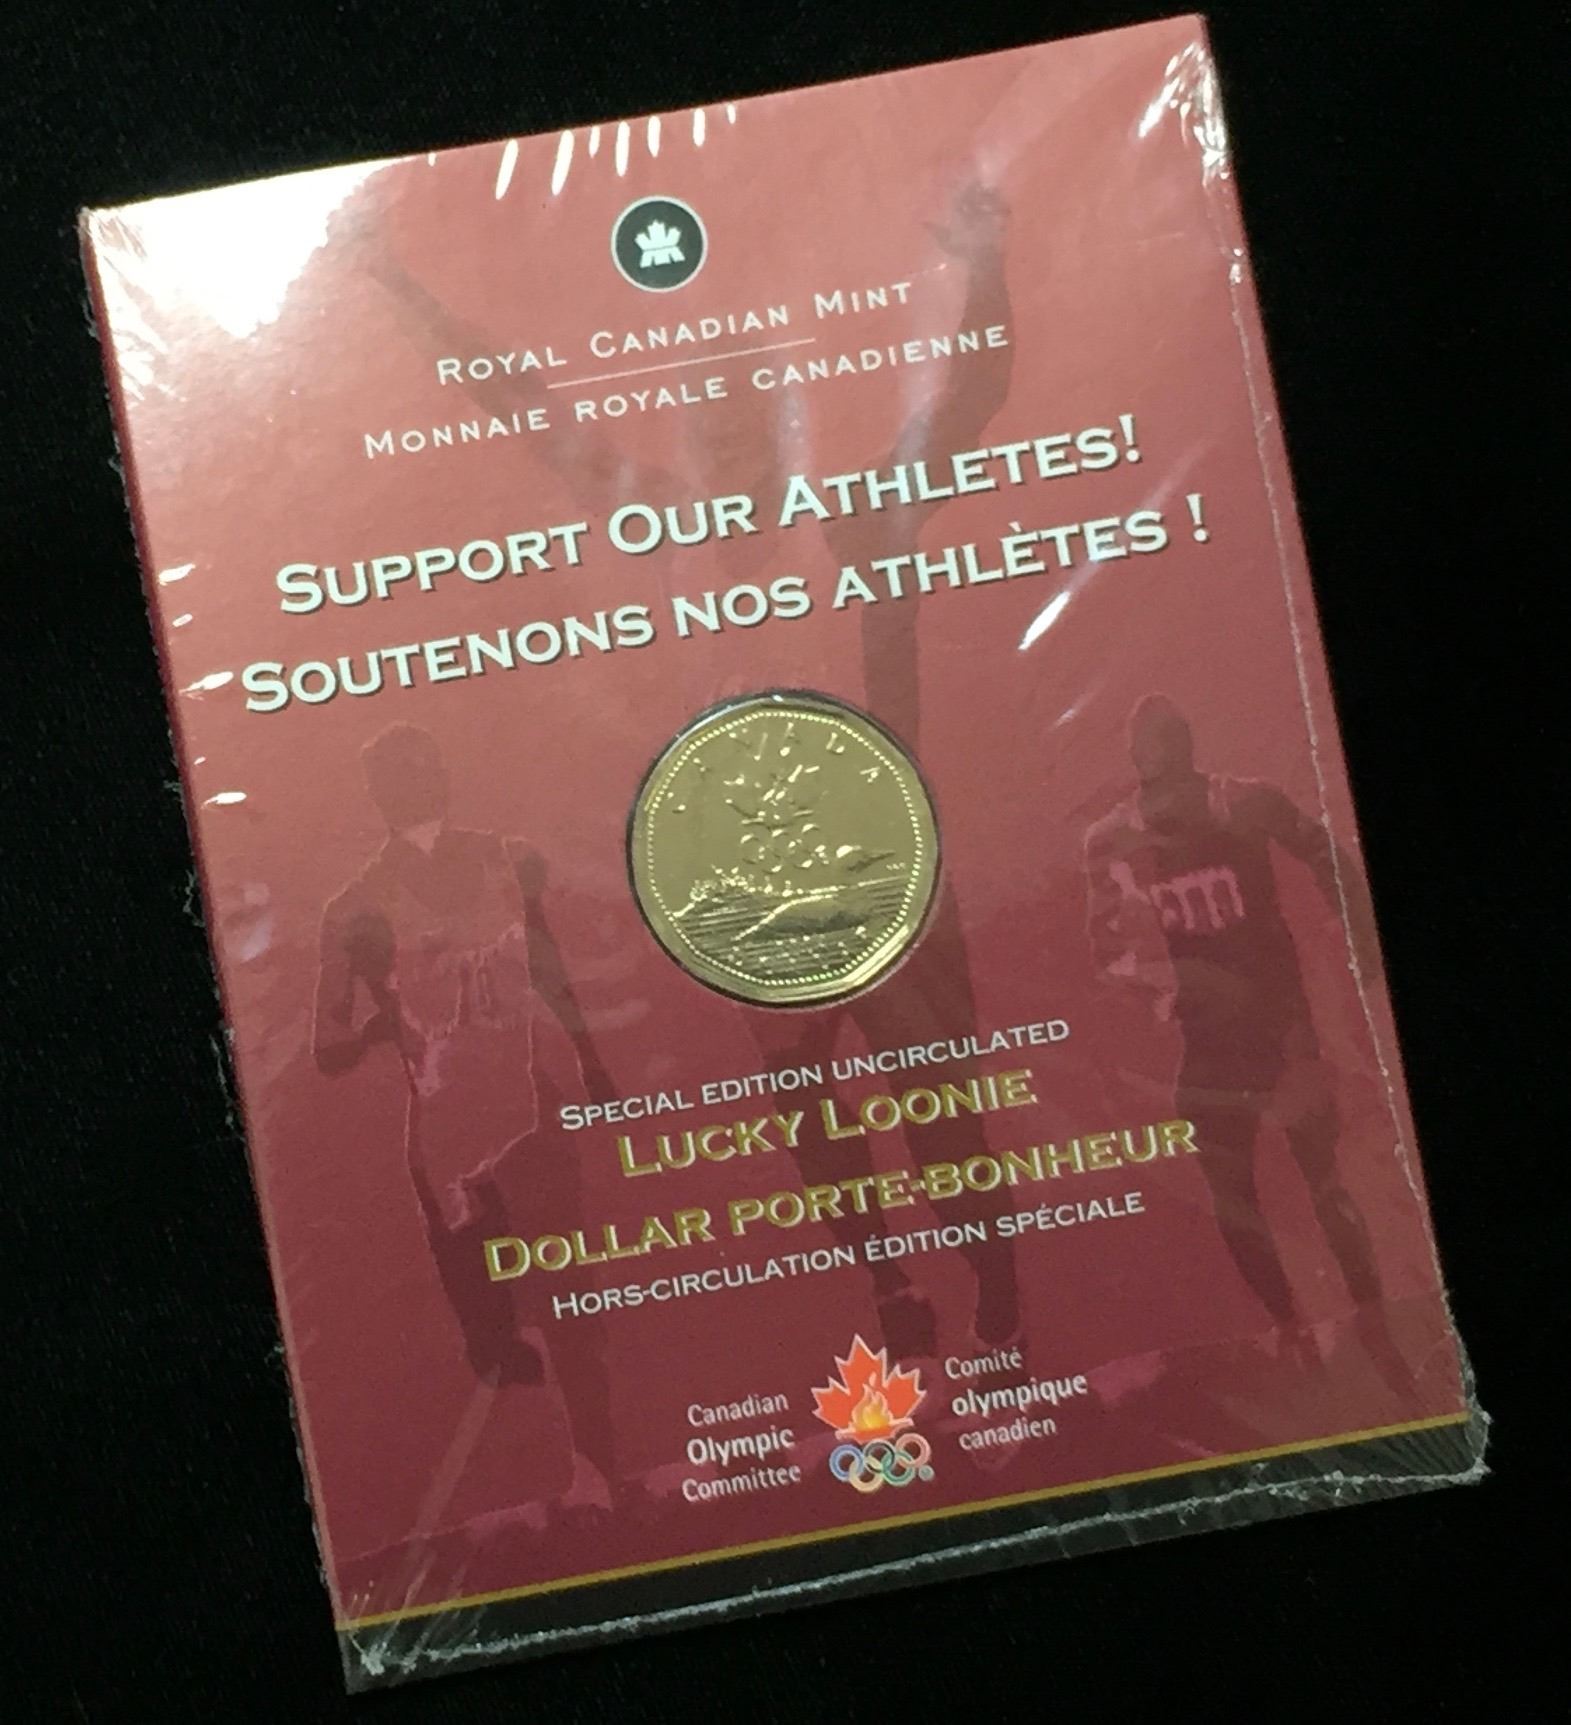 Royal Canadian Mint
Monnaie royale canadienne
Support Our Athletes!
Soutenons nos athlètes !
CANADA
Special edition uncirculated
Lucky Loonie
Dollar porte-bonheur
Hors-circulation édition spéciale
Canadian
Olympic
Committee
Comité
olympique
canadien